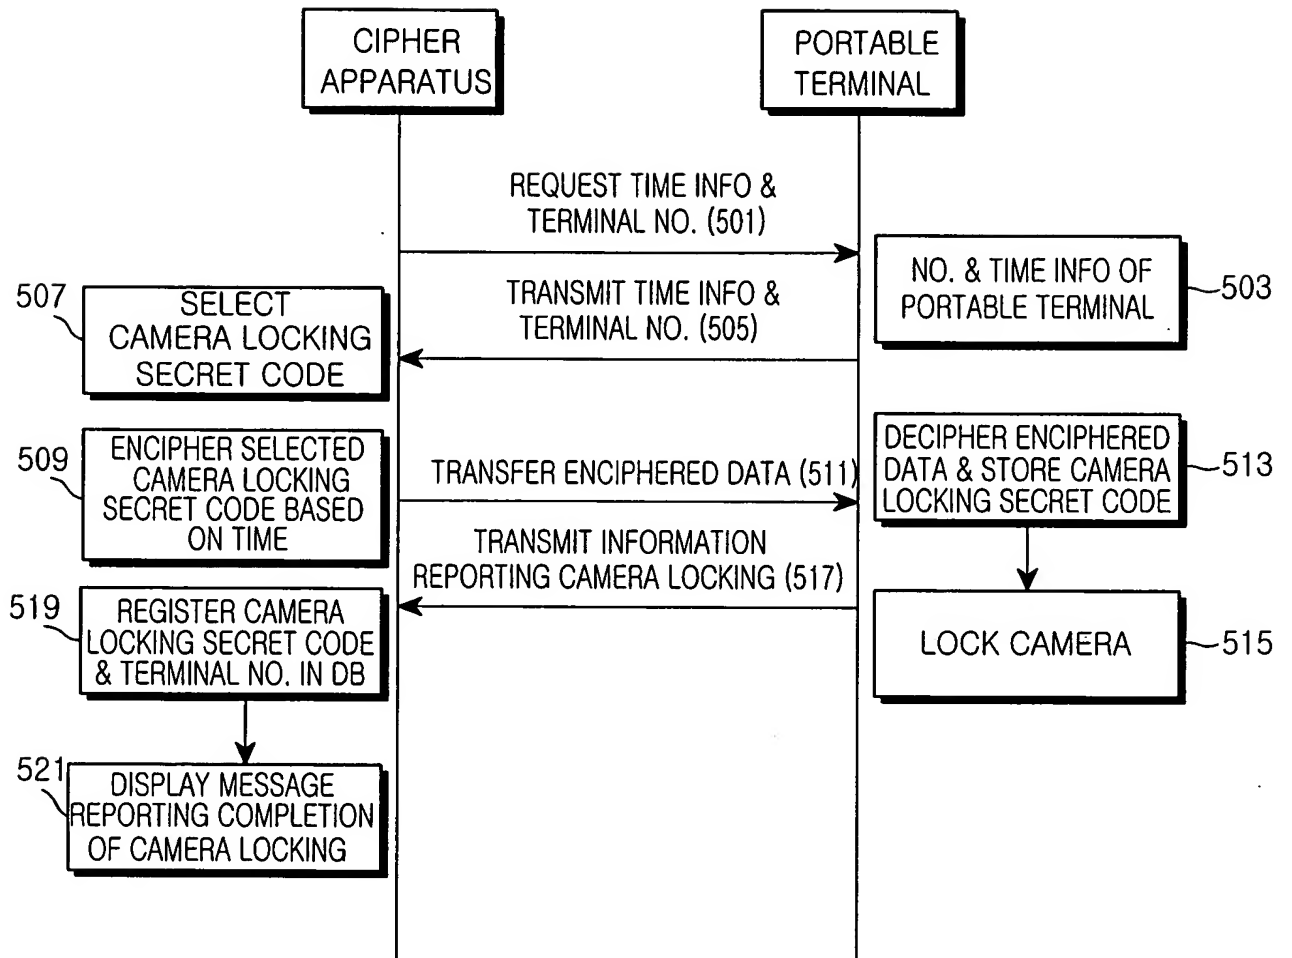 CIPHER
APPARATUS
PORTABLE
TERMINAL
REQUEST TIME INFO &
TERMINAL NO. (501)
NO. & TIME INFO OF
PORTABLE TERMINAL
503
507
SELECT
CAMERA LOCKING
SECRET CODE
TRANSMIT TIME INFO &
TERMINAL NO. (505)
509
ENCIPHER SELECTED
CAMERA LOCKING
SECRET CODE BASED
ON TIME
TRANSFER ENCIPHERED DATA (511)
DECIPHER ENCIPHERED
DATA & STORE CAMERA
LOCKING SECRET CODE
513
TRANSMIT INFORMATION
REPORTING CAMERA LOCKING (517)
LOCK CAMERA
515
519
REGISTER CAMERA
LOCKING SECRET CODE
& TERMINAL NO. IN DB
521
DISPLAY MESSAGE
REPORTING COMPLETION
OF CAMERA LOCKING